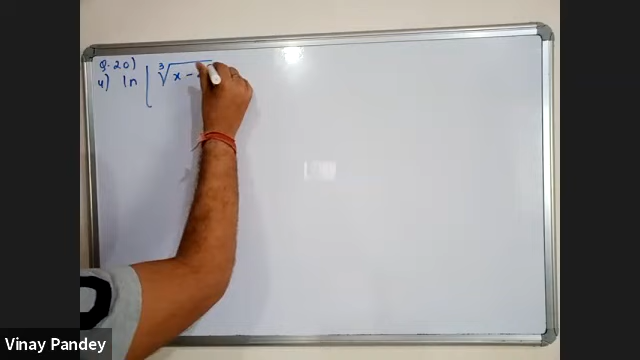 Q.20)
4) ln [ ∛x -
Vinay Pandey